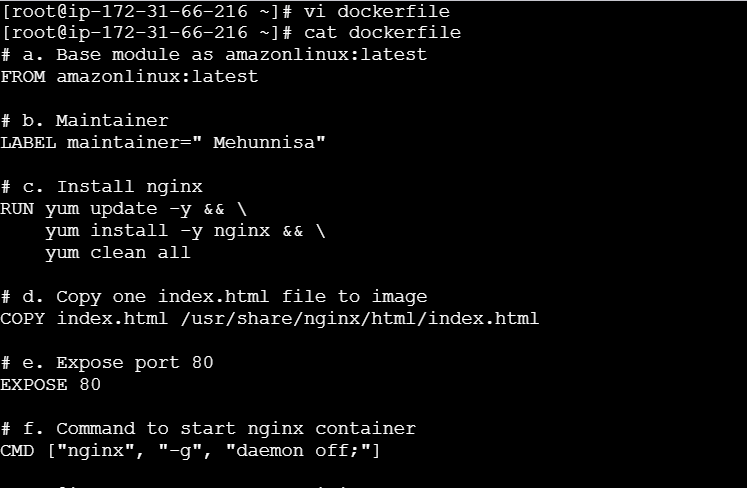 [root@ip-172-31-66-216 ~]# vi dockerfile
[root@ip-172-31-66-216 ~]# cat dockerfile
# a. Base module as amazonlinux:latest
FROM amazonlinux:latest
# b. Maintainer
LABEL maintainer=" Mehunnisa"
# c. Install nginx
RUN yum update -y && \
    yum install -y nginx && \
    yum clean all
# d. Copy one index.html file to image
COPY index.html /usr/share/nginx/html/index.html
# e. Expose port 80
EXPOSE 80
# f. Command to start nginx container
CMD ["nginx", "-g", "daemon off;"]